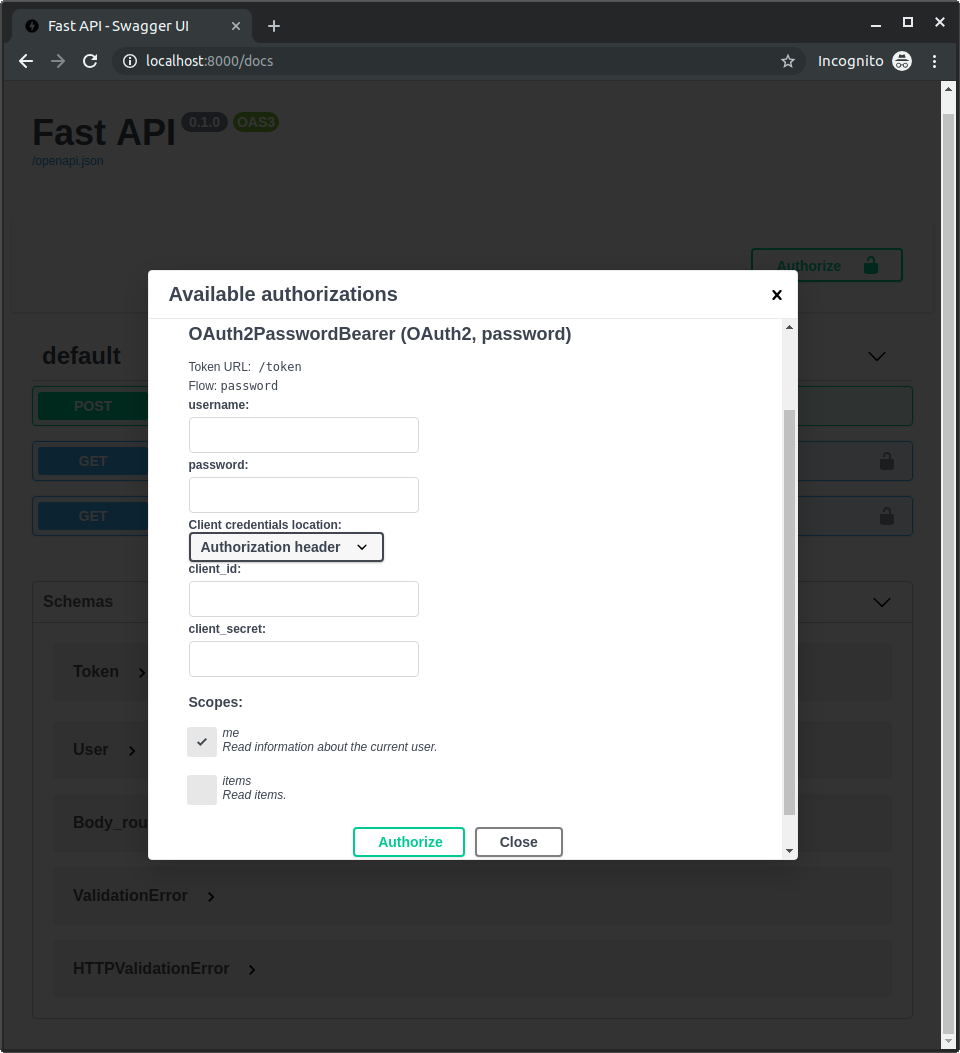 Fast API - Swagger UI
localhost:8000/docs
Incognito
Fast API 0.1.0 OAS3
/openapi.json
Authorize
Available authorizations
default
OAuth2PasswordBearer (OAuth2, password)
Token URL: /token
Flow: password
POST
username:
GET
password:
GET
Client credentials location:
Authorization header
client_id:
Schemas
client_secret:
Token
Scopes:
me
User
Read information about the current user.
items
Read items.
Body_rou
Authorize
Close
ValidationError
HTTPValidationError